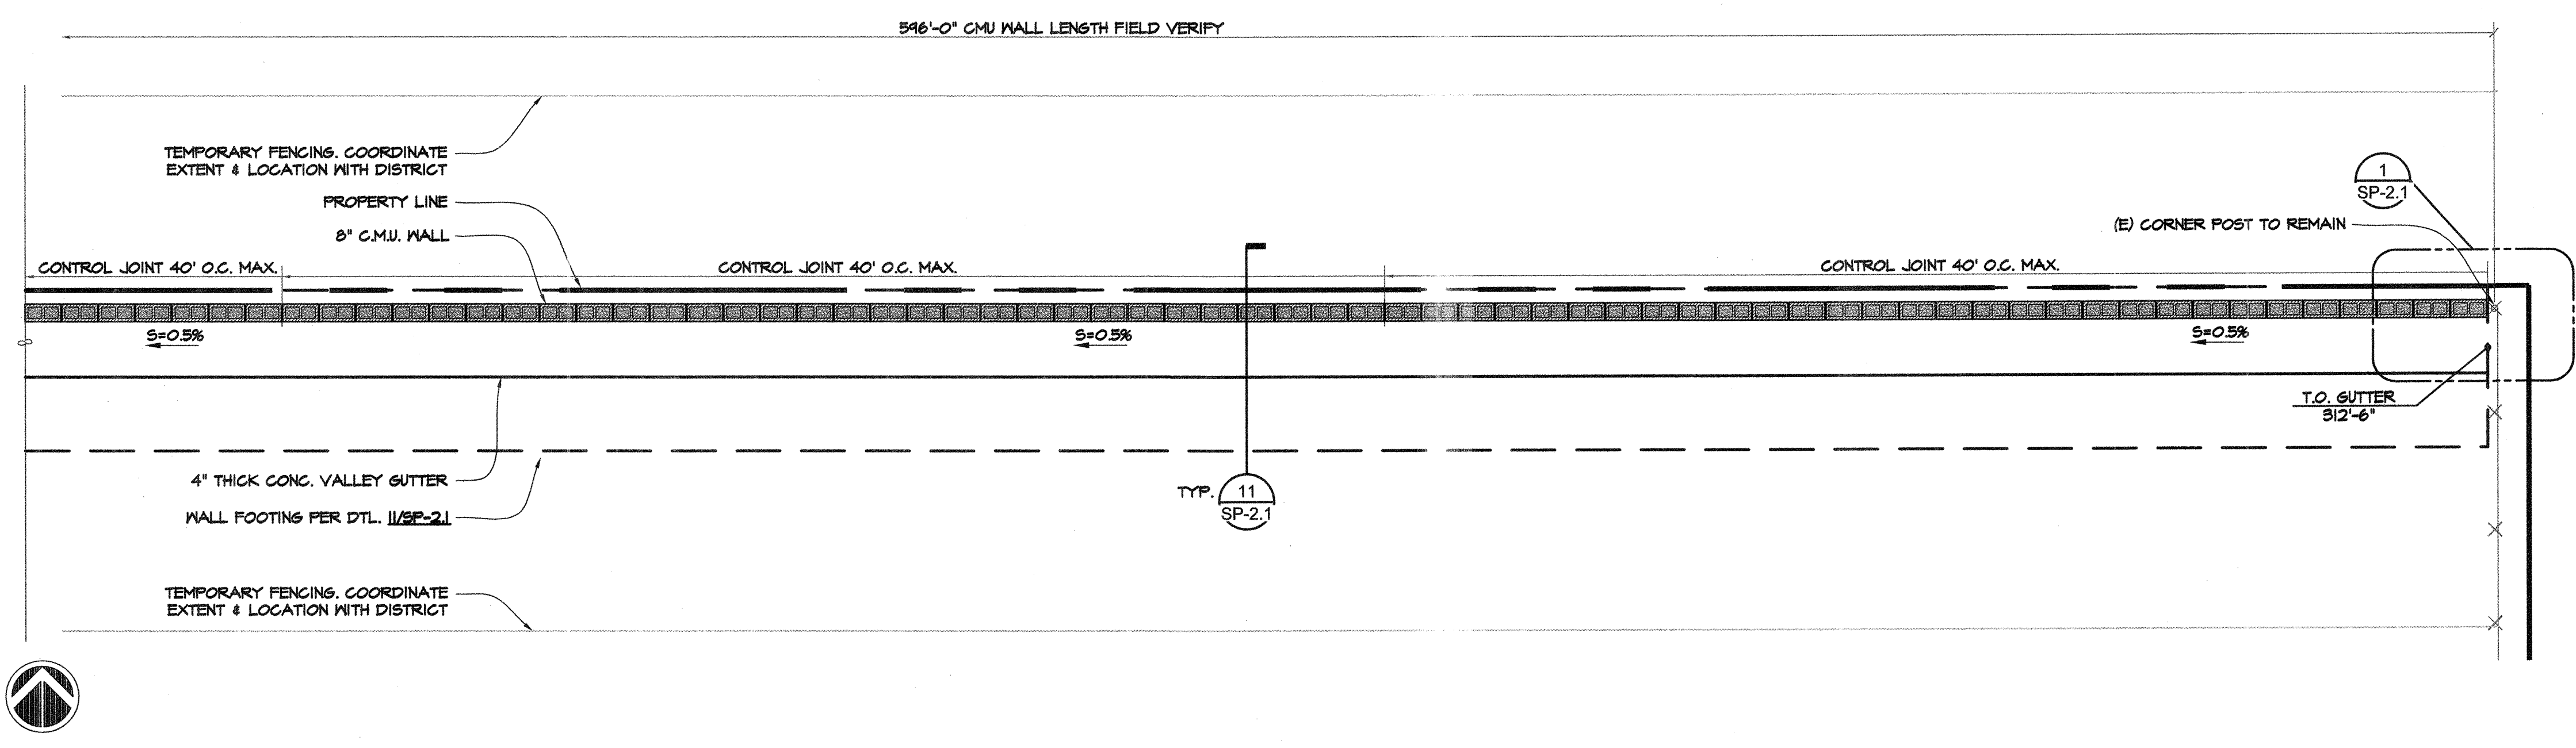 596'-0" CMU WALL LENGTH FIELD VERIFY
TEMPORARY FENCING. COORDINATE
EXTENT & LOCATION WITH DISTRICT
PROPERTY LINE
8" C.M.U. WALL
1
SP-2.1
(E) CORNER POST TO REMAIN
CONTROL JOINT 40' O.C. MAX.
CONTROL JOINT 40' O.C. MAX.
CONTROL JOINT 40' O.C. MAX.
S=0.5%
S=0.5%
S=0.5%
T.O. GUTTER
312'-6"
4" THICK CONC. VALLEY GUTTER
WALL FOOTING PER DTL. 11/SP-2.1
TYP.
11
SP-2.1
TEMPORARY FENCING. COORDINATE
EXTENT & LOCATION WITH DISTRICT